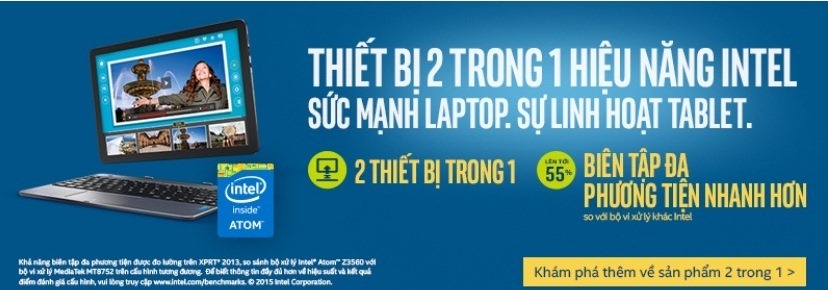 THIẾT BỊ 2 TRONG 1 HIỆU NĂNG INTEL
SỨC MẠNH LAPTOP. SỰ LINH HOẠT TABLET.
2 THIẾT BỊ TRONG 1
LÊN TỚI
55%
BIÊN TẬP ĐA
PHƯƠNG TIỆN NHANH HƠN
so với bộ vi xử lý khác Intel
intel
inside™
ATOM™
Khả năng biên tập đa phương tiện được đo lường trên XPRT* 2013, so sánh bộ xử lý Intel® Atom™ Z3560 với
bộ vi xử lý MediaTek MT8752 trên cấu hình tương đương. Để biết thông tin đầy đủ hơn về hiệu suất và kết quả
điểm đánh giá cấu hình, vui lòng truy cập www.intel.com/benchmarks. © 2015 Intel Corporation.
Khám phá thêm về sản phẩm 2 trong 1 >